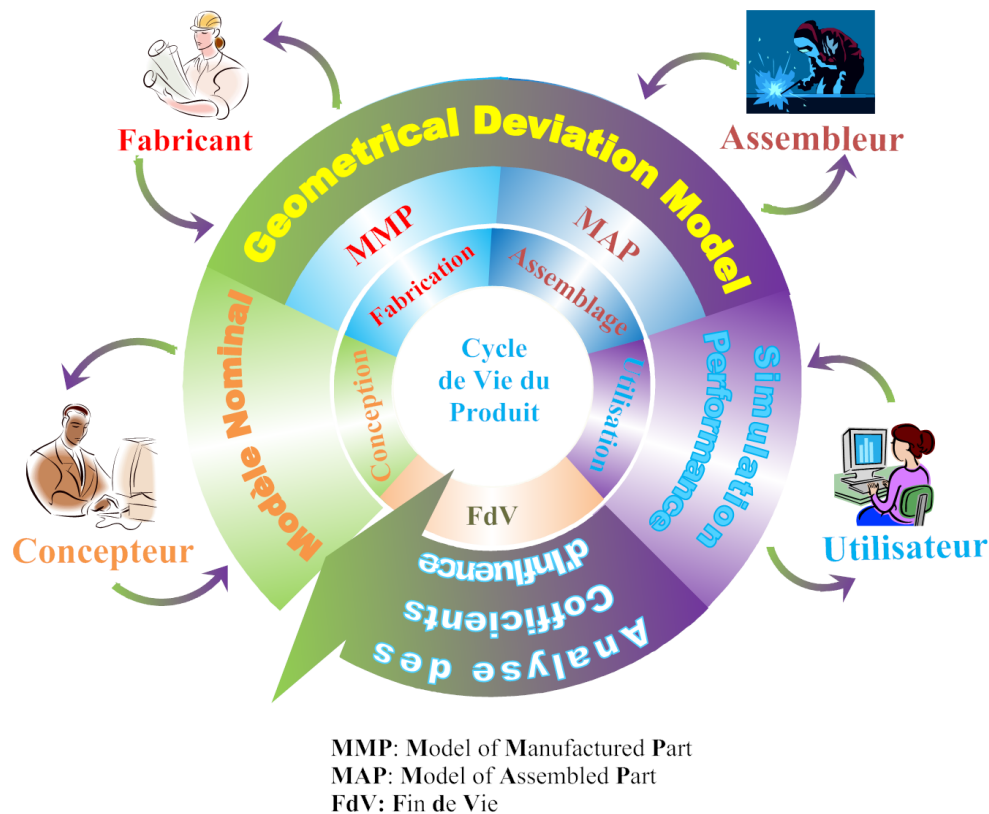 Fabricant
Assembleur
Geometrical Deviation Model
MMP
MAP
Fabrication
Assemblage
Modèle Nominal
Conception
Cycle
de Vie du
Produit
Utilisation
Simulation
Performance
Concepteur
Utilisateur
FdV
Analyse des
Cofficients
d'Influence
MMP: Model of Manufactured Part
MAP: Model of Assembled Part
FdV: Fin de Vie